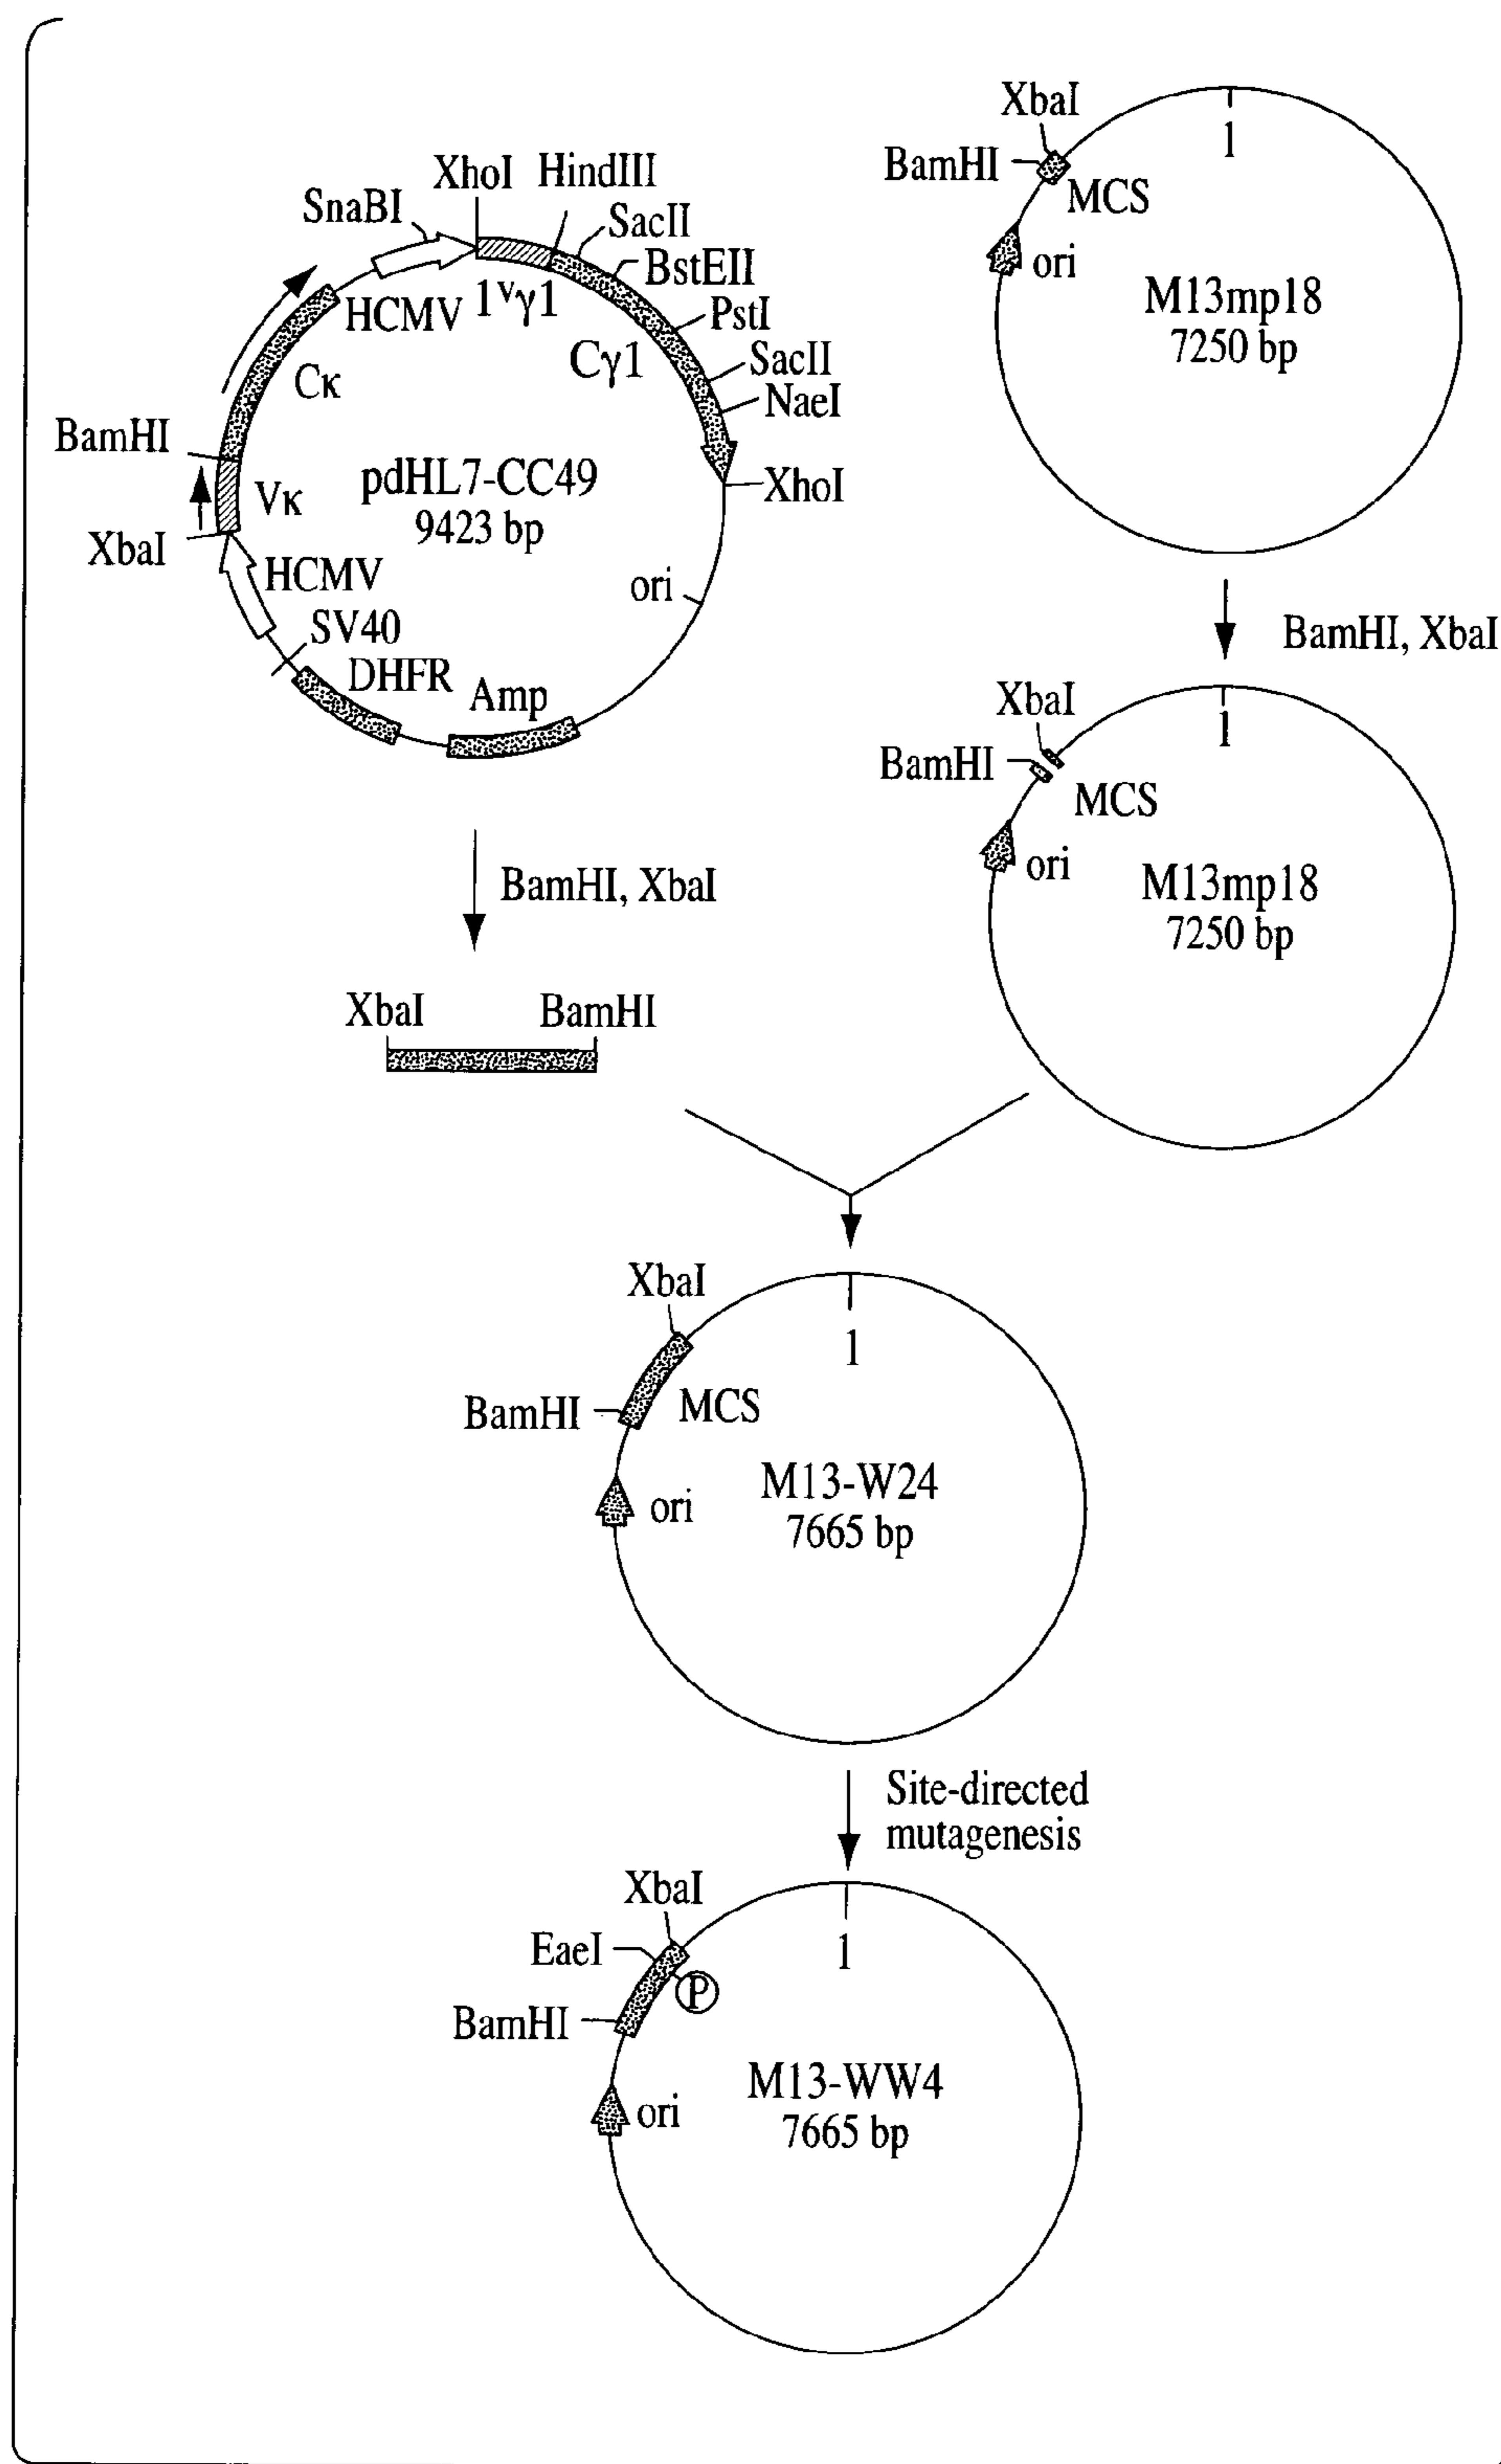 XhoI
HindIII
SnaBI
SacII
BstEII
HCMV
1ᵛγ1
PstI
Cγ1
SacII
Cκ
NaeI
BamHI
pdHL7-CC49
9423 bp
Vκ
XhoI
XbaI
HCMV
ori
SV40
DHFR
Amp
XbaI
1
BamHI
MCS
ori
M13mp18
7250 bp
BamHI, XbaI
XbaI
1
BamHI
MCS
ori
M13mp18
7250 bp
BamHI, XbaI
XbaI
BamHI
XbaI
1
BamHI
MCS
M13-W24
7665 bp
ori
Site-directed
mutagenesis
XbaI
EaeI
1
P
BamHI
M13-WW4
7665 bp
ori